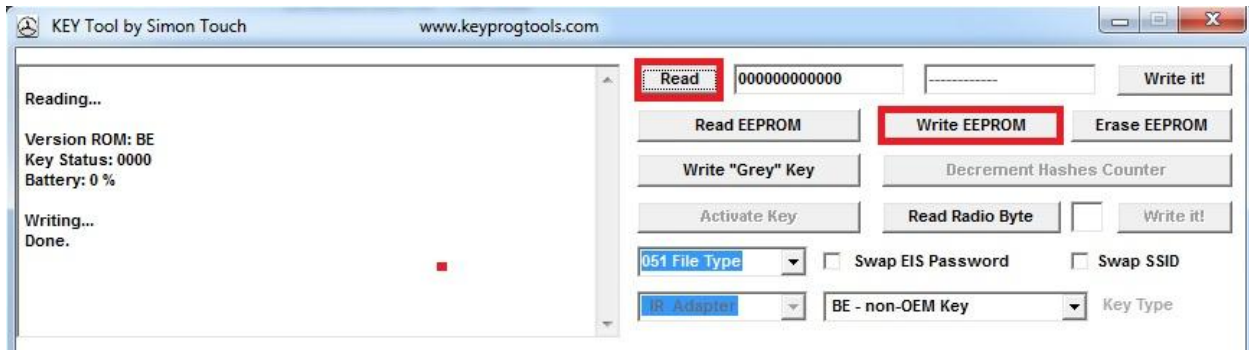 KEY Tool by Simon Touch www.keyprogtools.com
Reading...
Version ROM: BE
Key Status: 0000
Battery: 0 %
Writing...
Done.
Read 000000000000 ------------ Write it!
Read EEPROM Write EEPROM Erase EEPROM
Write "Grey" Key Decrement Hashes Counter
Activate Key Read Radio Byte Write it!
051 File Type Swap EIS Password Swap SSID
IR Adapter BE - non-OEM Key Key Type